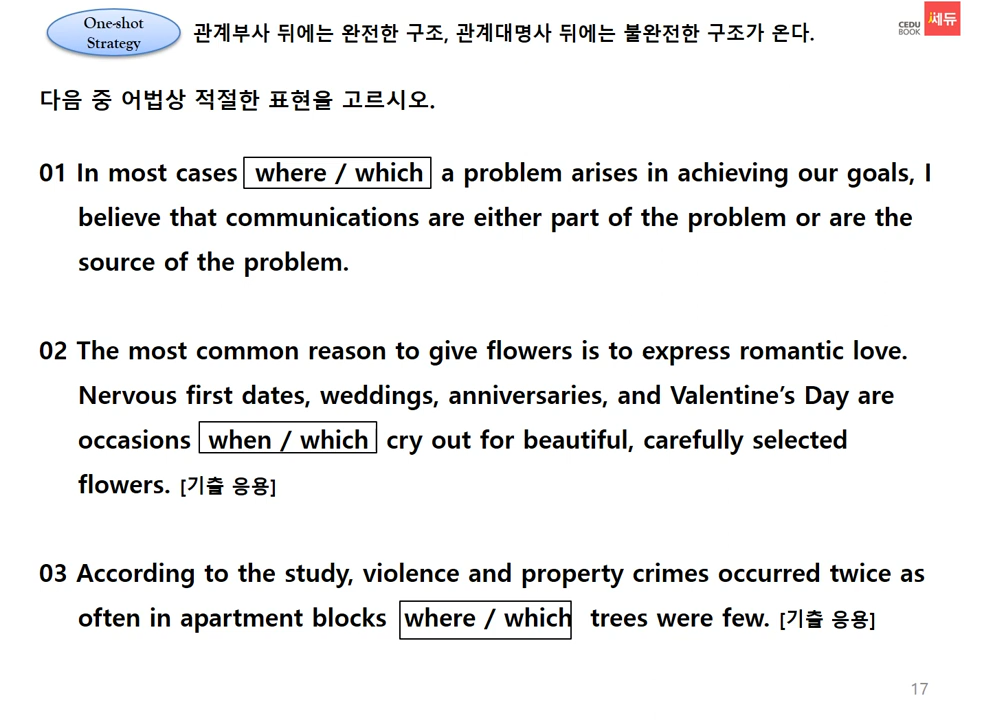 One-shot
Strategy
관계부사 뒤에는 완전한 구조, 관계대명사 뒤에는 불완전한 구조가 온다.
CEDU
BOOK
쎄듀
다음 중 어법상 적절한 표현을 고르시오.
01 In most cases where / which a problem arises in achieving our goals, I
believe that communications are either part of the problem or are the
source of the problem.
02 The most common reason to give flowers is to express romantic love.
Nervous first dates, weddings, anniversaries, and Valentine’s Day are
occasions when / which cry out for beautiful, carefully selected
flowers. [기출 응용]
03 According to the study, violence and property crimes occurred twice as
often in apartment blocks where / which trees were few. [기출 응용]
17